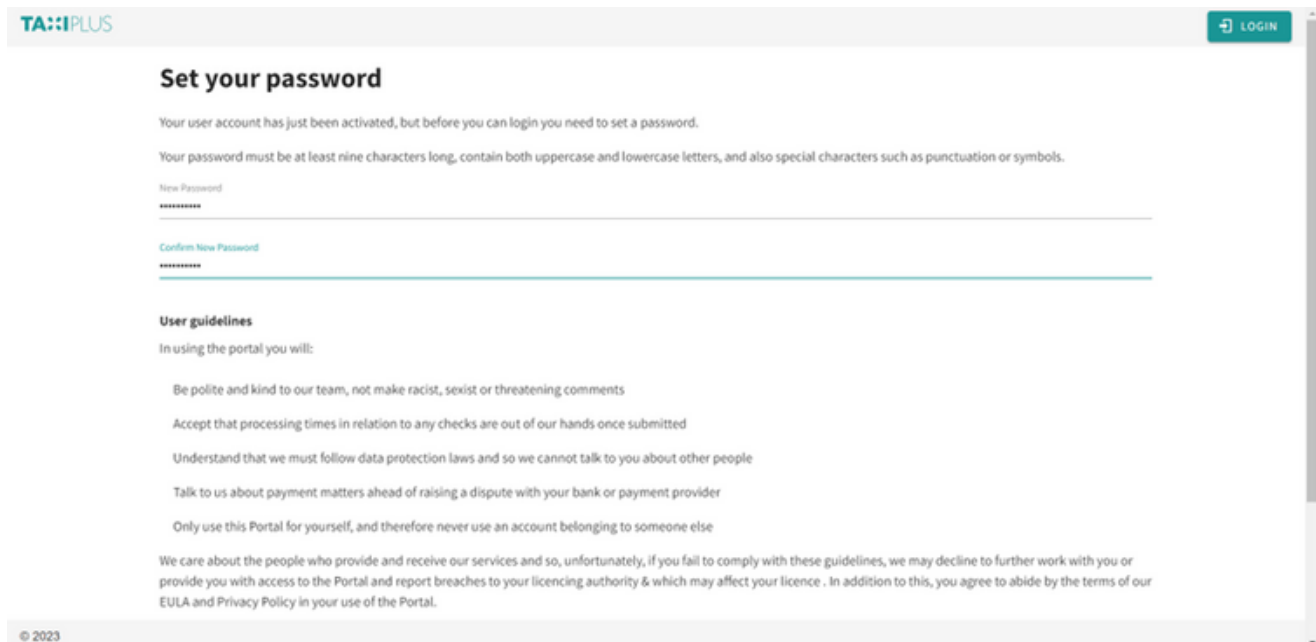 TAXIPLUS
LOGIN
Set your password
Your user account has just been activated, but before you can login you need to set a password.
Your password must be at least nine characters long, contain both uppercase and lowercase letters, and also special characters such as punctuation or symbols.
New Password
••••••••••
Confirm New Password
••••••••••
User guidelines
In using the portal you will:
Be polite and kind to our team, not make racist, sexist or threatening comments
Accept that processing times in relation to any checks are out of our hands once submitted
Understand that we must follow data protection laws and so we cannot talk to you about other people
Talk to us about payment matters ahead of raising a dispute with your bank or payment provider
Only use this Portal for yourself, and therefore never use an account belonging to someone else
We care about the people who provide and receive our services and so, unfortunately, if you fail to comply with these guidelines, we may decline to further work with you or
provide you with access to the Portal and report breaches to your licencing authority & which may affect your licence . In addition to this, you agree to abide by the terms of our
EULA and Privacy Policy in your use of the Portal.
© 2023